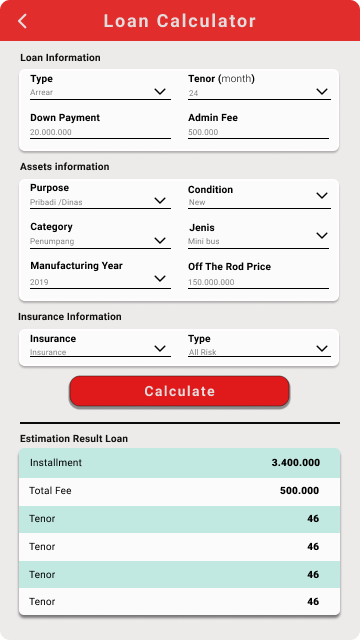 Loan Calculator
Loan Information
Type Tenor (month)
Arrear 24
Down Payment Admin Fee
20.000.000 500.000
Assets information
Purpose Condition
Pribadi /Dinas New
Category Jenis
Penumpang Mini bus
Manufacturing Year Off The Rod Price
2019 150.000.000
Insurance Information
Insurance Type
Insurance All Risk
Calculate
Estimation Result Loan
Installment 3.400.000
Total Fee 500.000
Tenor 46
Tenor 46
Tenor 46
Tenor 46